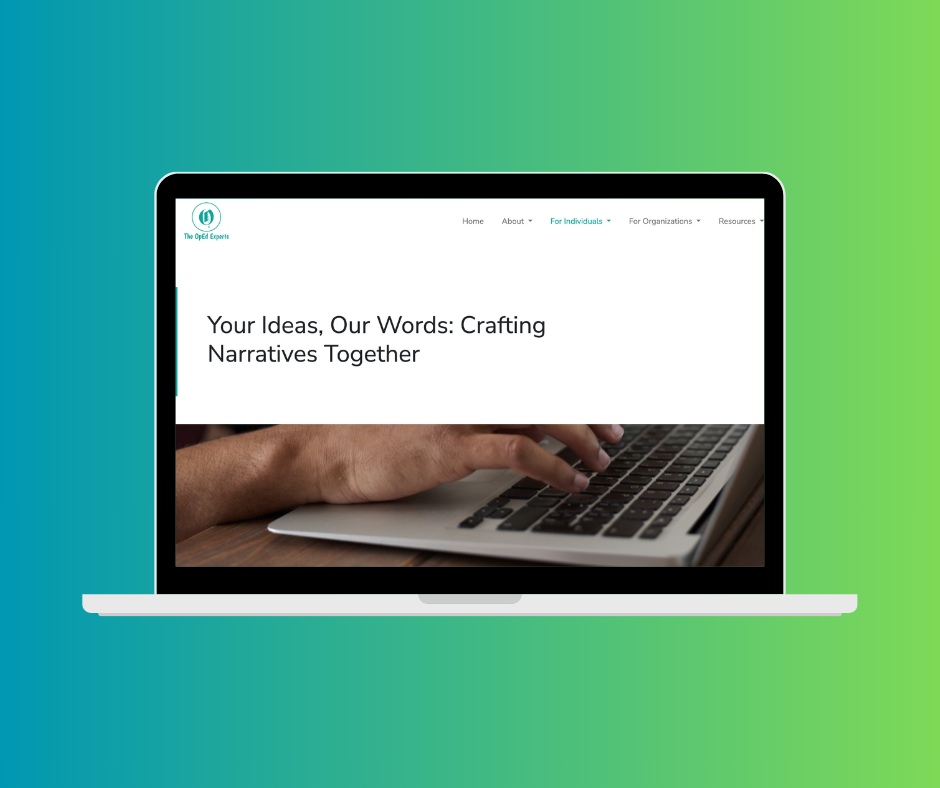 The OpEd Experts
Home About For Individuals For Organizations Resources
Your Ideas, Our Words: Crafting
Narratives Together